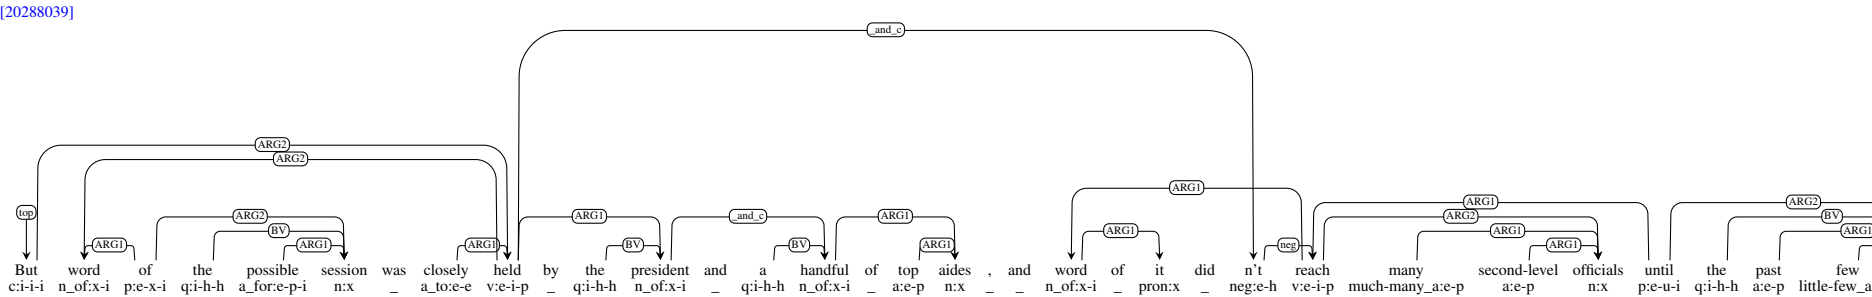 [20288039]
_and_c
ARG2
ARG2
ARG1 ARG1
top ARG2 ARG1 _and_c ARG1 ARG2 ARG2
BV ARG1 ARG1 BV
ARG1 ARG1 ARG1 BV BV ARG1 neg ARG1
But word of the possible session was closely held by the president and a handful of top aides , and word of it did n't reach many second-level officials until the past few
c:i-i-i n_of:x-i p:e-x-i q:i-h-h a_for:e-p-i n:x _ a_to:e-e v:e-i-p _ q:i-h-h n_of:x-i _ q:i-h-h n_of:x-i _ a:e-p n:x _ _ n_of:x-i _ pron:x _ neg:e-h v:e-i-p much-many_a:e-p a:e-p n:x p:e-u-i q:i-h-h a:e-p little-few_a